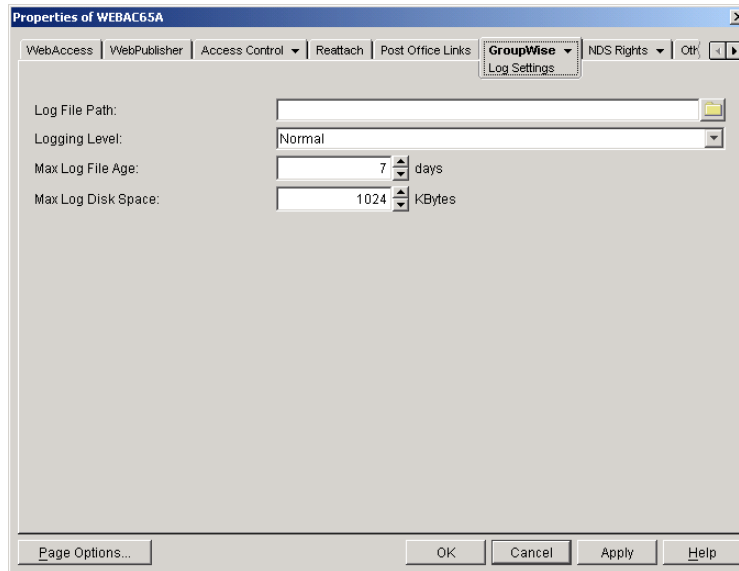 Properties of WEBAC65A
WebAccess WebPublisher Access Control Reattach Post Office Links GroupWise NDS Rights Oth
Log Settings
Log File Path:
Logging Level: Normal
Max Log File Age: 7 days
Max Log Disk Space: 1024 KBytes
Page Options... OK Cancel Apply Help